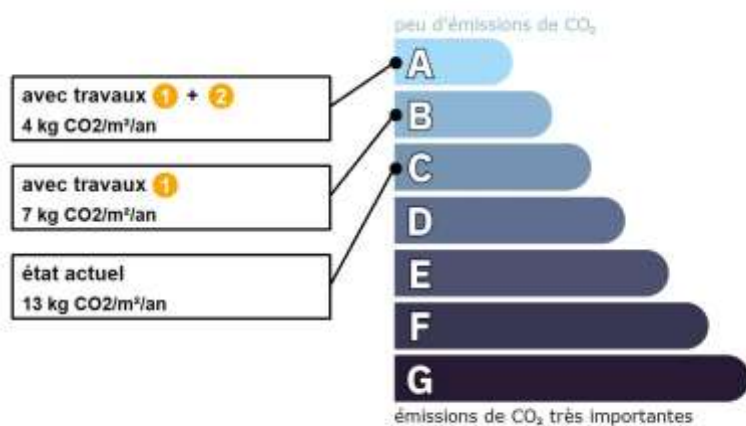 peu d'émissions de CO₂
A
avec travaux 1 + 2
4 kg CO2/m²/an
B
C
avec travaux 1
7 kg CO2/m²/an
D
état actuel
13 kg CO2/m²/an
E
F
G
émissions de CO₂ très importantes